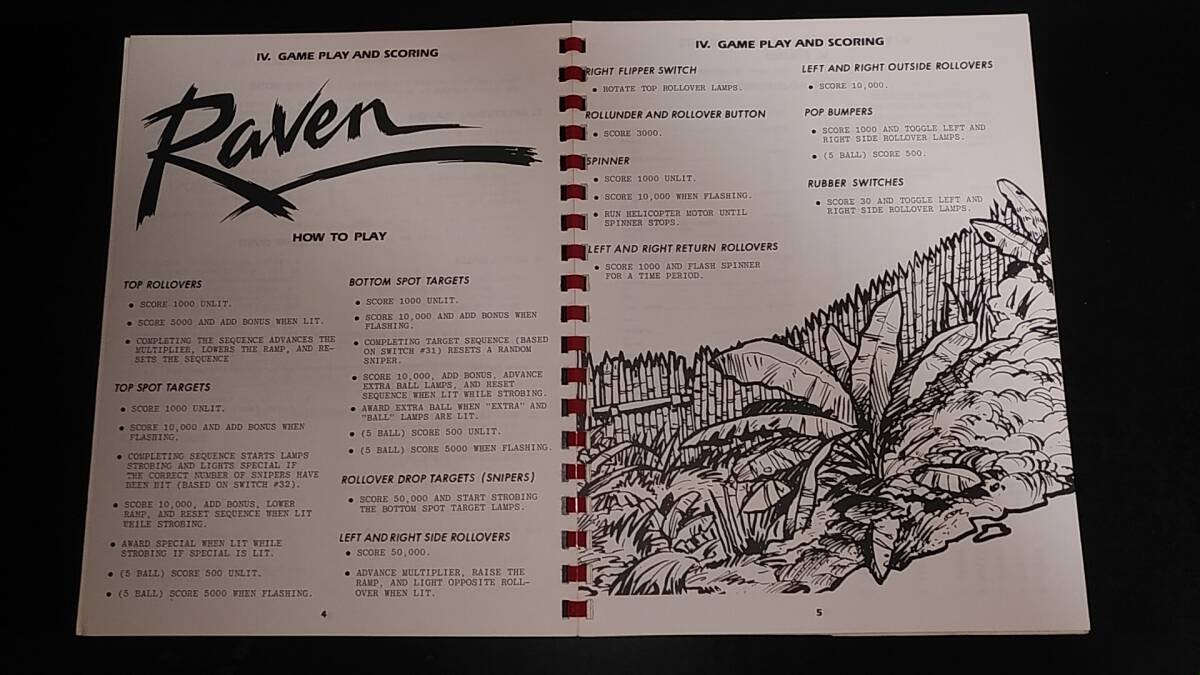 IV. GAME PLAY AND SCORING
Raven
HOW TO PLAY
TOP ROLLOVERS
• SCORE 1000 UNLIT.
• SCORE 5000 AND ADD BONUS WHEN LIT.
• COMPLETING THE SEQUENCE ADVANCES THE
MULTIPLIER, LOWERS THE RAMP, AND RE-
SETS THE SEQUENCE
TOP SPOT TARGETS
• SCORE 1000 UNLIT.
• SCORE 10,000 AND ADD BONUS WHEN
FLASHING.
• COMPLETING SEQUENCE STARTS LAMPS
STROBING AND LIGHTS SPECIAL IF
THE CORRECT NUMBER OF SNIPERS HAVE
BEEN HIT (BASED ON SWITCH #32).
• SCORE 10,000, ADD BONUS, LOWER
RAMP, AND RESET SEQUENCE WHEN LIT
WHILE STROBING.
• AWARD SPECIAL WHEN LIT WHILE
STROBING IF SPECIAL IS LIT.
• (5 BALL) SCORE 500 UNLIT.
• (5 BALL) SCORE 5000 WHEN FLASHING.
BOTTOM SPOT TARGETS
• SCORE 1000 UNLIT.
• SCORE 10,000 AND ADD BONUS WHEN
FLASHING.
• COMPLETING TARGET SEQUENCE (BASED
ON SWITCH #31) RESETS A RANDOM
SNIPER.
• SCORE 10,000, ADD BONUS, ADVANCE
EXTRA BALL LAMPS, AND RESET
SEQUENCE WHEN LIT WHILE STROBING.
• AWARD EXTRA BALL WHEN "EXTRA" AND
"BALL" LAMPS ARE LIT.
• (5 BALL) SCORE 500 UNLIT.
• (5 BALL) SCORE 5000 WHEN FLASHING.
ROLLOVER DROP TARGETS (SNIPERS)
• SCORE 50,000 AND START STROBING
THE BOTTOM SPOT TARGET LAMPS.
LEFT AND RIGHT SIDE ROLLOVERS
• SCORE 50,000.
• ADVANCE MULTIPLIER, RAISE THE
RAMP, AND LIGHT OPPOSITE ROLL-
OVER WHEN LIT.
4
IV. GAME PLAY AND SCORING
RIGHT FLIPPER SWITCH
• ROTATE TOP ROLLOVER LAMPS.
ROLLUNDER AND ROLLOVER BUTTON
• SCORE 3000.
SPINNER
• SCORE 1000 UNLIT.
• SCORE 10,000 WHEN FLASHING.
• RUN HELICOPTER MOTOR UNTIL
SPINNER STOPS.
LEFT AND RIGHT RETURN ROLLOVERS
• SCORE 1000 AND FLASH SPINNER
FOR A TIME PERIOD.
LEFT AND RIGHT OUTSIDE ROLLOVERS
• SCORE 10,000.
POP BUMPERS
• SCORE 1000 AND TOGGLE LEFT AND
RIGHT SIDE ROLLOVER LAMPS.
• (5 BALL) SCORE 500.
RUBBER SWITCHES
• SCORE 30 AND TOGGLE LEFT AND
RIGHT SIDE ROLLOVER LAMPS.
5